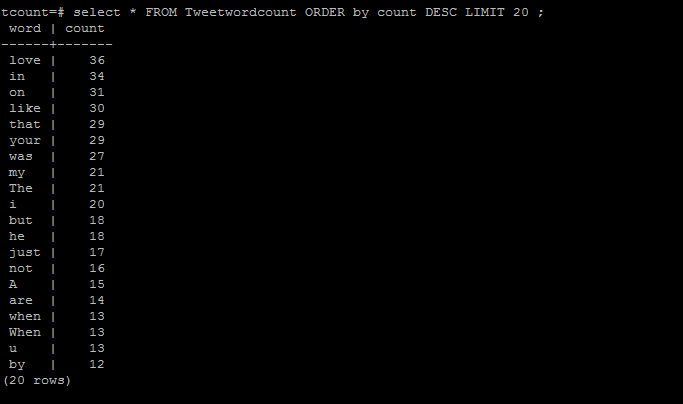 tcount=# select * FROM Tweetwordcount ORDER by count DESC LIMIT 20 ;
 word | count
------+-------
 love |    36
 in   |    34
 on   |    31
 like |    30
 that |    29
 your |    29
 was  |    27
 my   |    21
 The  |    21
 i    |    20
 but  |    18
 he   |    18
 just |    17
 not  |    16
 A    |    15
 are  |    14
 when |    13
 When |    13
 u    |    13
 by   |    12
(20 rows)